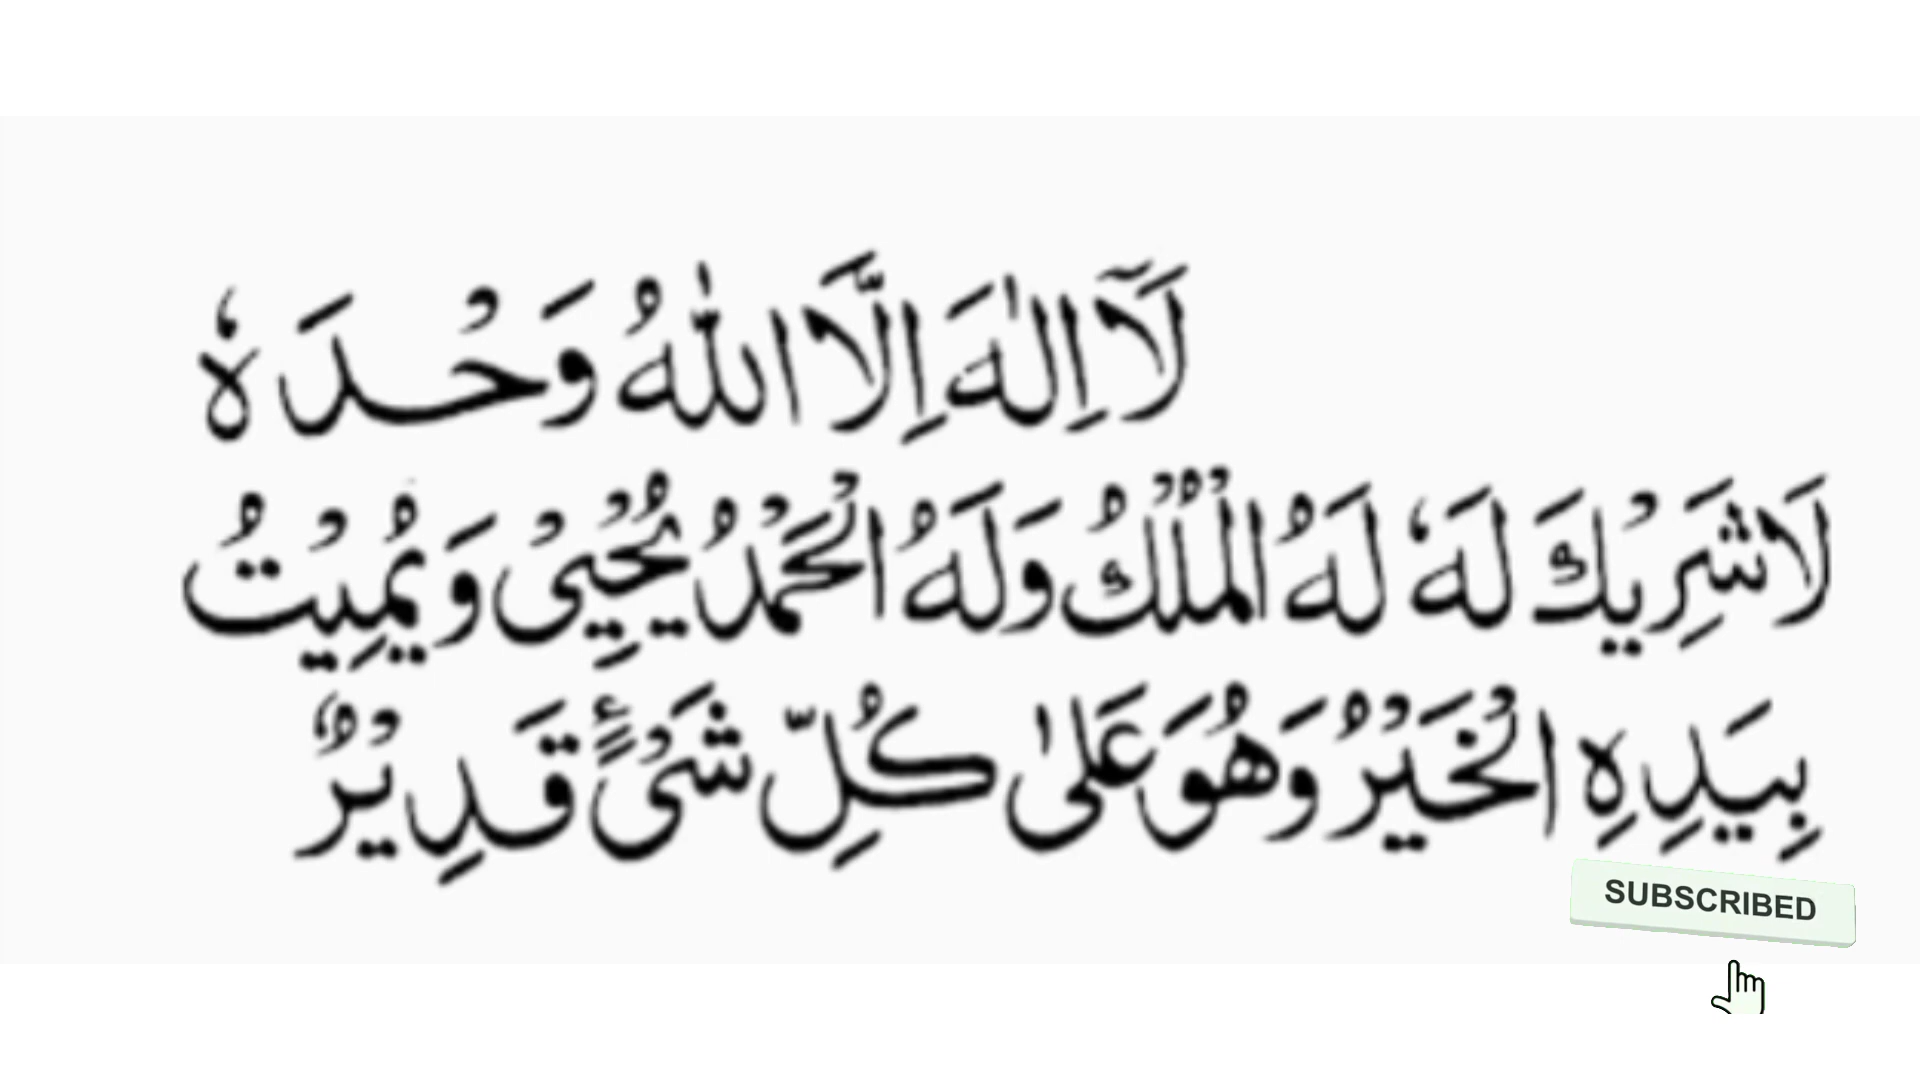 لَآ اِلٰهَ اِلَّا اللّٰهُ وَحْدَهٗ
لَا شَرِيْكَ لَهٗ لَهُ الْمُلْكُ وَلَهُ الْحَمْدُ يُحْيِيْ وَيُمِيْتُ
بِيَدِهِ الْخَيْرُ وَهُوَ عَلٰى كُلِّ شَيْءٍ قَدِيْرٌ
SUBSCRIBED